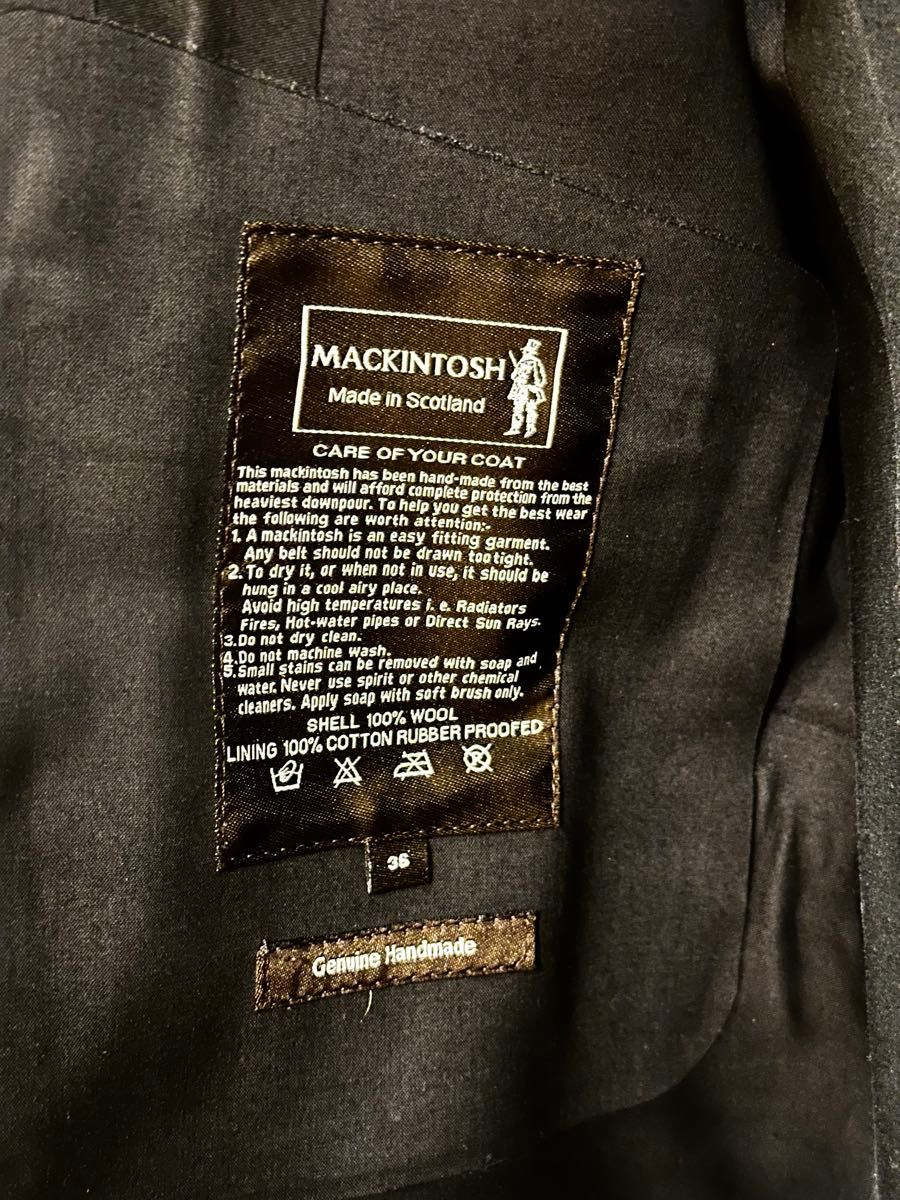 MACKINTOSH
Made in Scotland
CARE OF YOUR COAT
This mackintosh has been hand-made from the best
materials and will afford complete protection from the
heaviest downpour. To help you get the best wear
the following are worth attention:-
1. A mackintosh is an easy fitting garment.
Any belt should not be drawn too tight.
2. To dry it, or when not in use, it should be
hung in a cool airy place.
Avoid high temperatures i. e. Radiators
Fires, Hot-water pipes or Direct Sun Rays.
3. Do not dry clean.
4. Do not machine wash.
5. Small stains can be removed with soap and
water. Never use spirit or other chemical
cleaners. Apply soap with soft brush only.
SHELL 100% WOOL
LINING 100% COTTON RUBBER PROOFED
36
Genuine Handmade